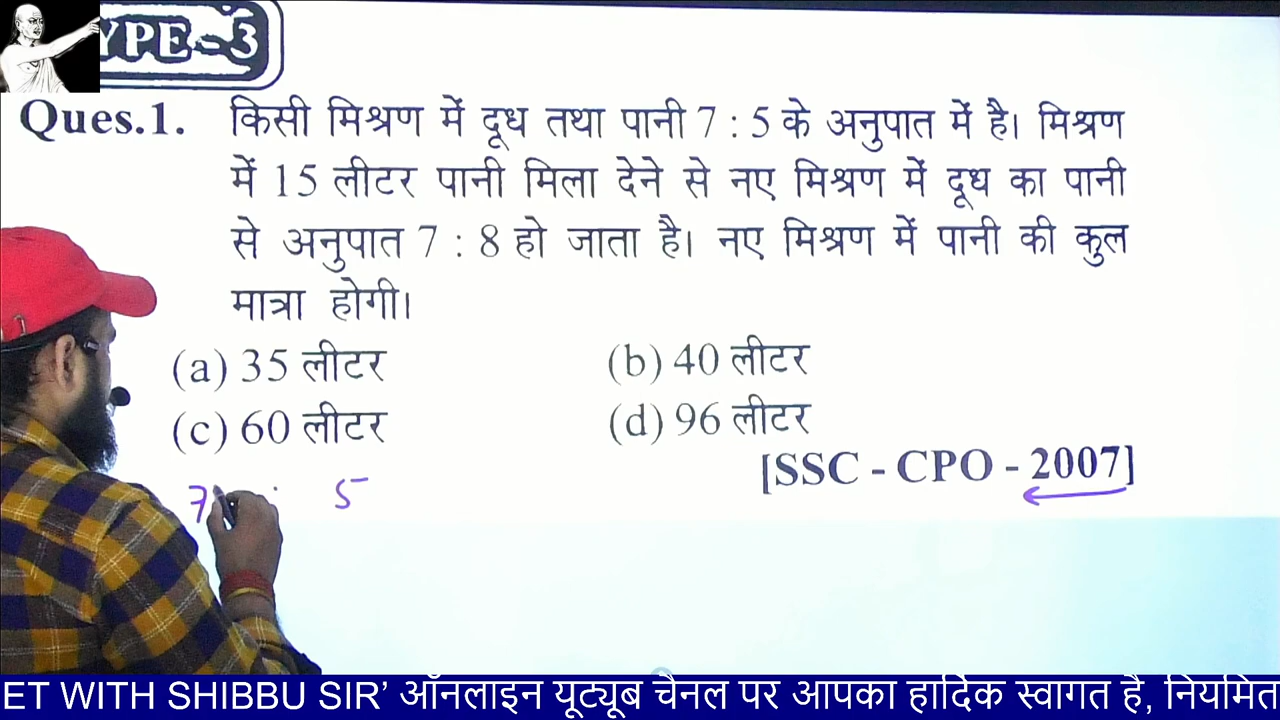 YPE-3
Ques.1. किसी मिश्रण में दूध तथा पानी 7 : 5 के अनुपात में है। मिश्रण
में 15 लीटर पानी मिला देने से नए मिश्रण में दूध का पानी
से अनुपात 7 : 8 हो जाता है। नए मिश्रण में पानी की कुल
मात्रा होगी।
(a) 35 लीटर (b) 40 लीटर
(c) 60 लीटर (d) 96 लीटर
[SSC - CPO - 2007]
7 : 5
ET WITH SHIBBU SIR’ ऑनलाइन यूट्यूब चैनल पर आपका हार्दिक स्वागत है, नियमित